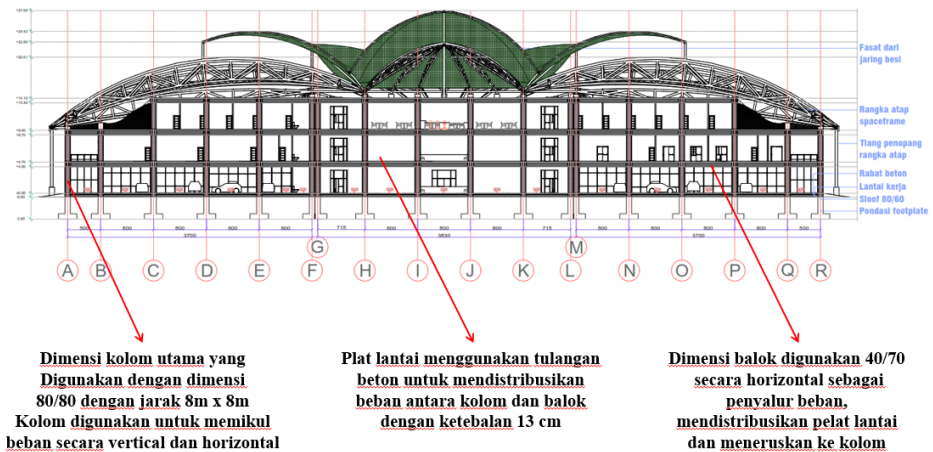 Fasat dari
jaring besi
Rangka atap
spaceframe
Tiang penopang
rangka atap
Rabat beton
Lantai kerja
Sloof 80/60
Pondasi footplate
500 800 800 800 800 715 3830 715 800 800 800 500
3700 3700
G M
A B C D E F H I J K L N O P Q R
Dimensi kolom utama yang
Digunakan dengan dimensi
80/80 dengan jarak 8m x 8m
Kolom digunakan untuk memikul
beban secara vertical dan horizontal
Plat lantai menggunakan tulangan
beton untuk mendistribusikan
beban antara kolom dan balok
dengan ketebalan 13 cm
Dimensi balok digunakan 40/70
secara horizontal sebagai
penyalur beban,
mendistribusikan pelat lantai
dan meneruskan ke kolom